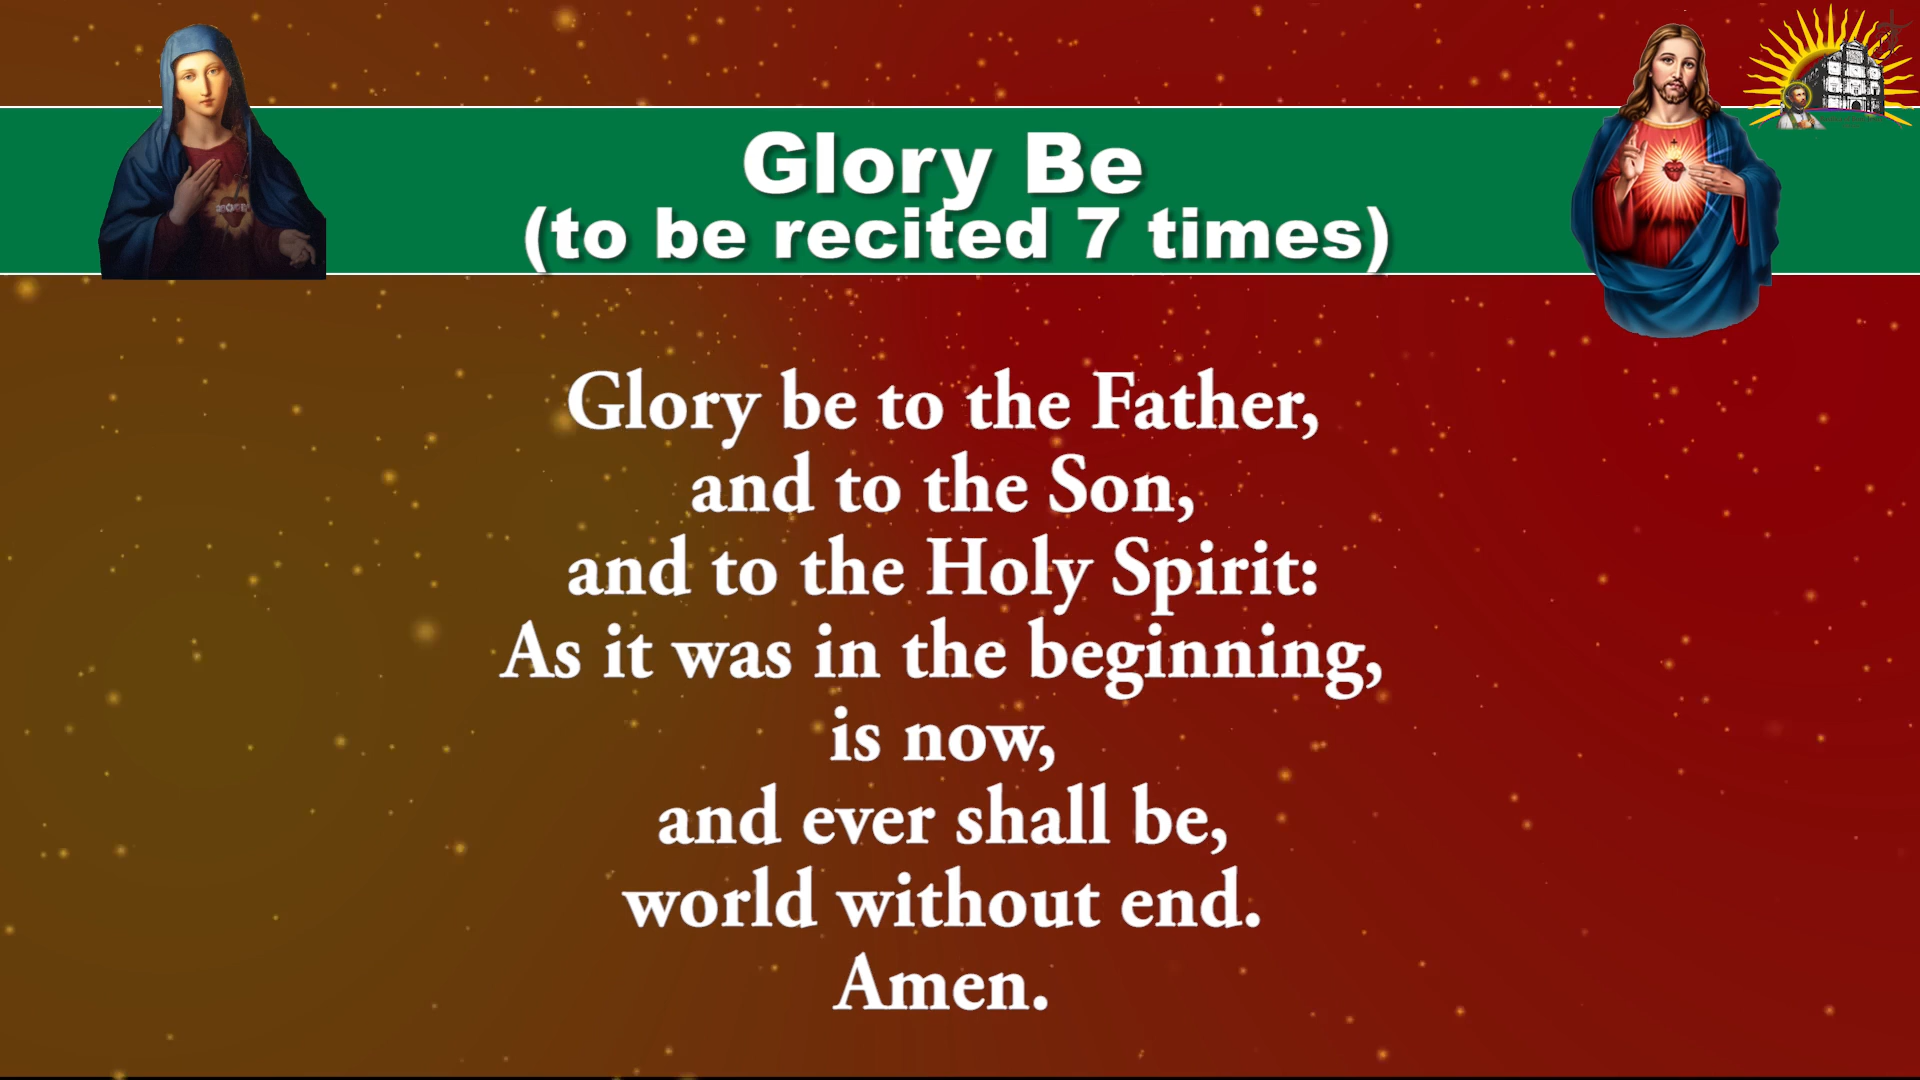 Glory Be
(to be recited 7 times)
Glory be to the Father,
and to the Son,
and to the Holy Spirit:
As it was in the beginning,
is now,
and ever shall be,
world without end.
Amen.